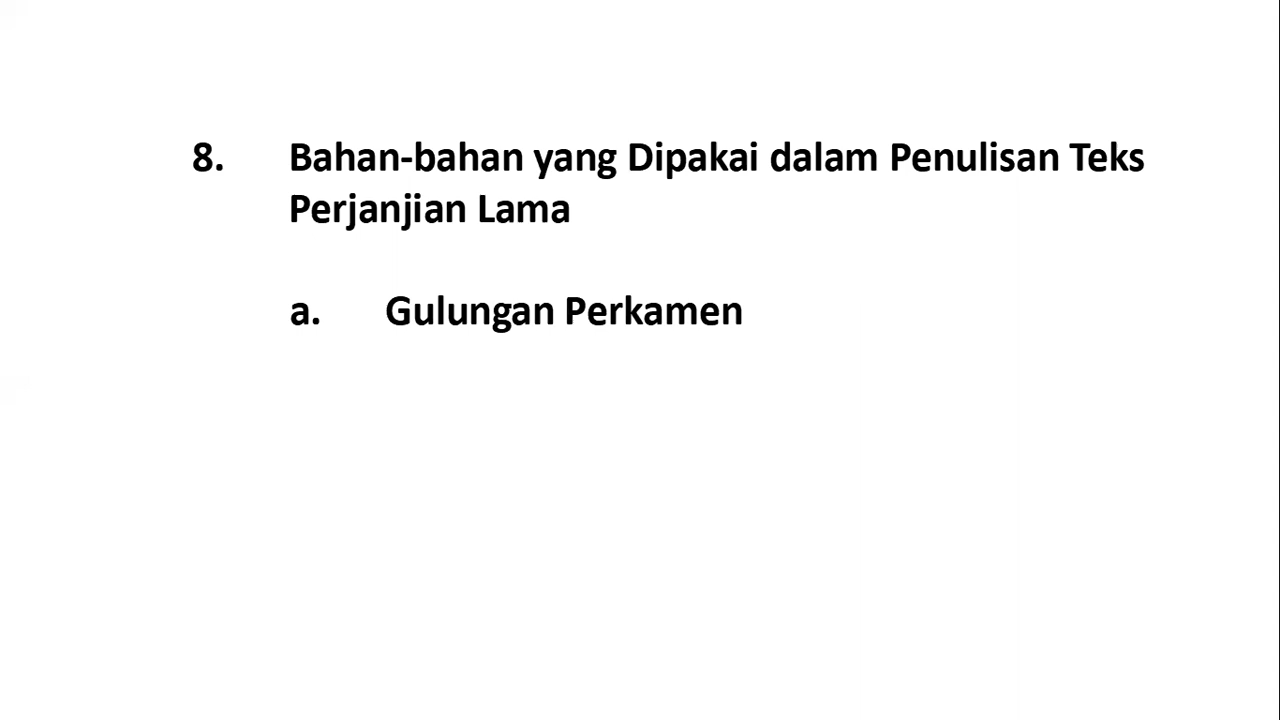 8. Bahan-bahan yang Dipakai dalam Penulisan Teks
Perjanjian Lama
a. Gulungan Perkamen